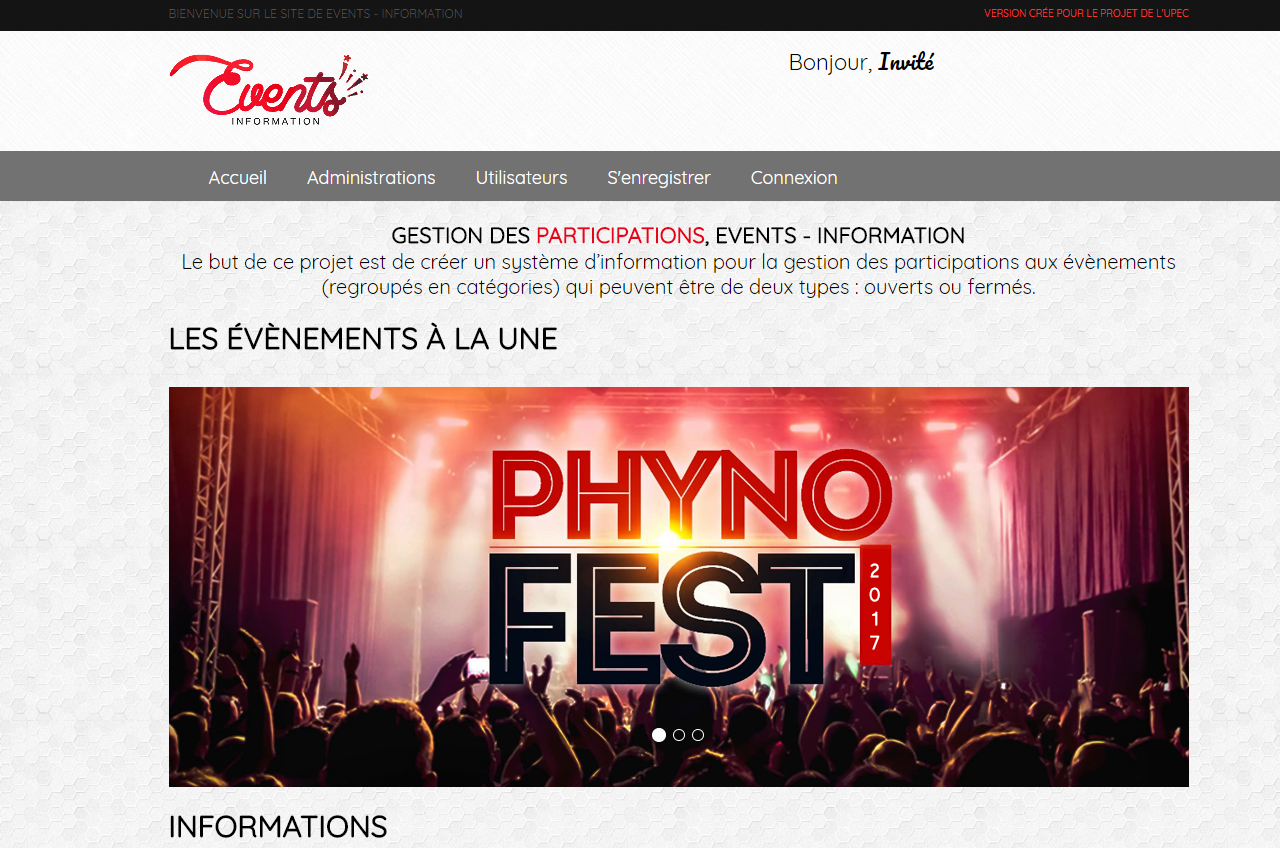 BIENVENUE SUR LE SITE DE EVENTS - INFORMATION
VERSION CRÉE POUR LE PROJET DE L'UPEC
Events
INFORMATION
Bonjour, Invité
Accueil
Administrations
Utilisateurs
S'enregistrer
Connexion
GESTION DES PARTICIPATIONS, EVENTS - INFORMATION
Le but de ce projet est de créer un système d’information pour la gestion des participations aux évènements
(regroupés en catégories) qui peuvent être de deux types : ouverts ou fermés.
LES ÉVÈNEMENTS À LA UNE
PHYNO
FEST
2017
INFORMATIONS